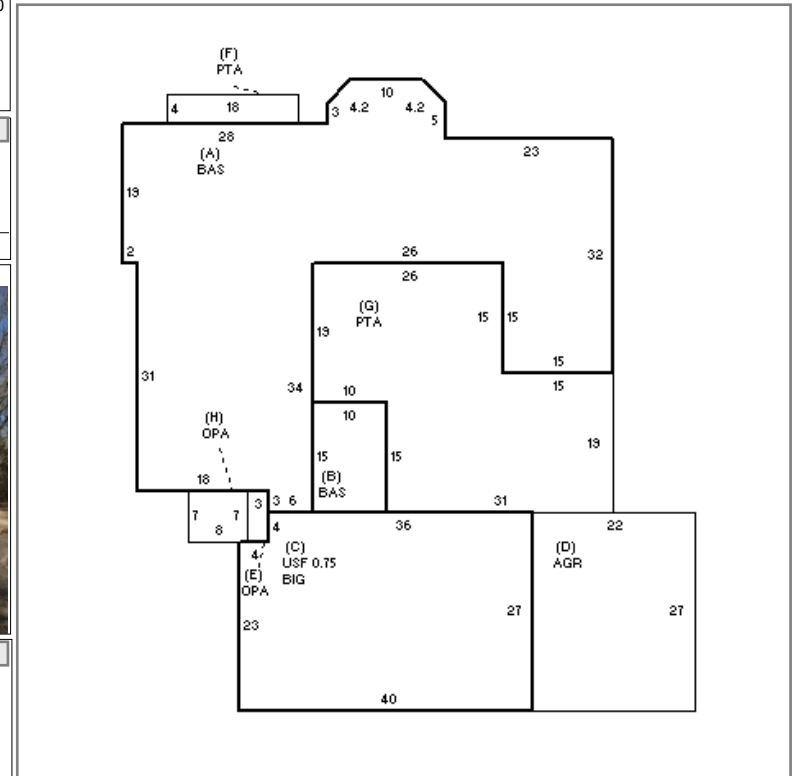 (F)
PTA
4 18
10
3 4.2 4.2 5
28
(A)
BAS
23
19
2
26
26
32
(G)
PTA
19
15 15
15
15
31
34
10
10
(H)
OPA
19
15
15
(B)
BAS
18
3
3 6
31
7 7
8
4
36
22
(C)
USF 0.75
BIG
(D)
AGR
4
(E)
OPA
23
27
27
40